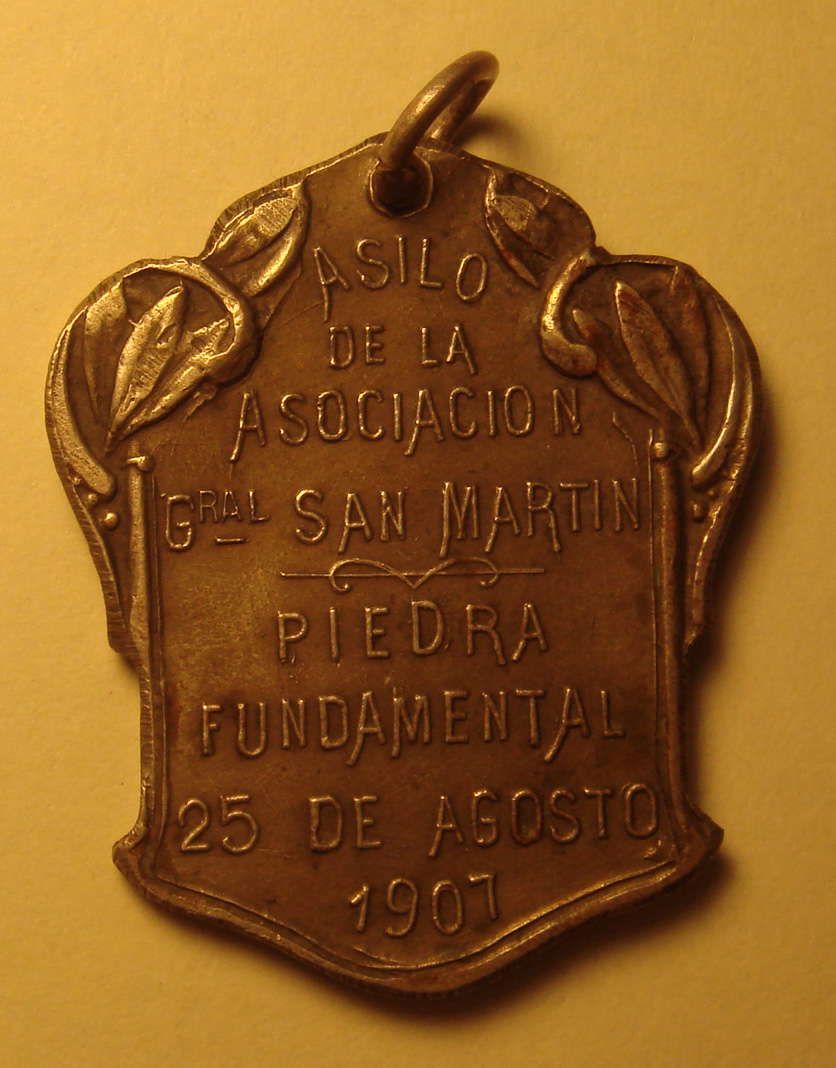 ASILO
DE LA
ASOCIACION
GRAL SAN MARTIN
PIEDRA
FUNDAMENTAL
25 DE AGOSTO
1907